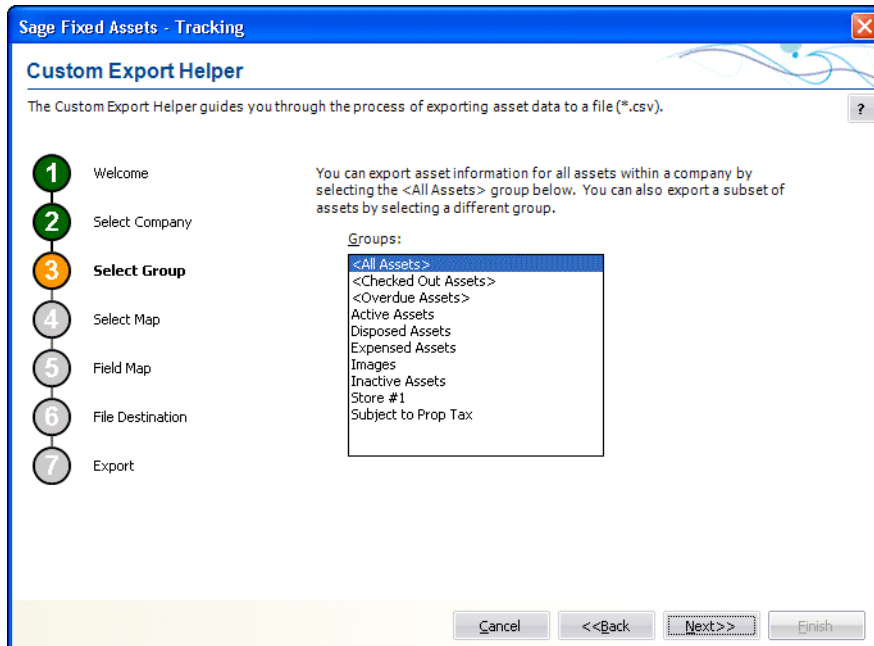 Sage Fixed Assets - Tracking
Custom Export Helper
The Custom Export Helper guides you through the process of exporting asset data to a file (*.csv).
?
1
Welcome
2
Select Company
3
Select Group
4
Select Map
5
Field Map
6
File Destination
7
Export
You can export asset information for all assets within a company by
selecting the <All Assets> group below. You can also export a subset of
assets by selecting a different group.
Groups:
<All Assets>
<Checked Out Assets>
<Overdue Assets>
Active Assets
Disposed Assets
Expensed Assets
Images
Inactive Assets
Store #1
Subject to Prop Tax
Cancel
<<Back
Next>>
Finish